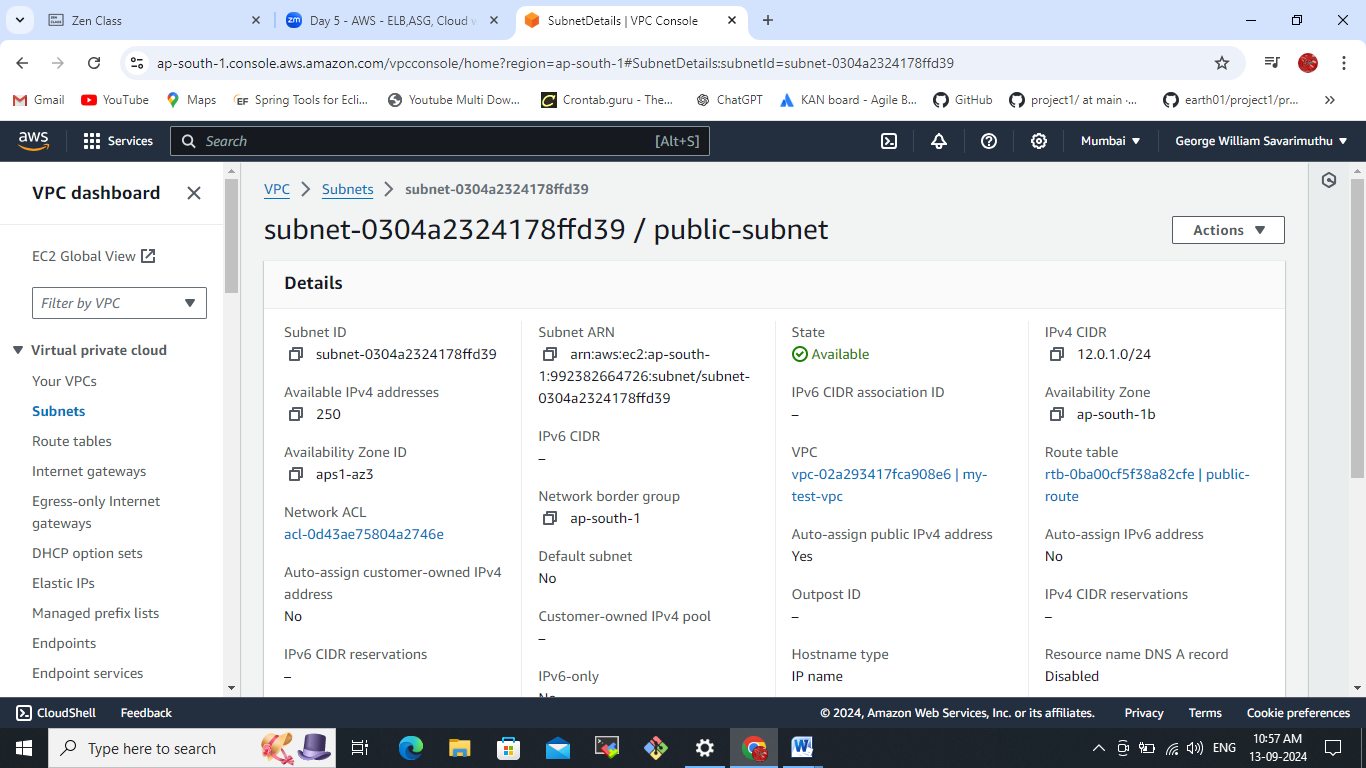 Zen Class
Day 5 - AWS - ELB,ASG, Cloud w
SubnetDetails | VPC Console
ap-south-1.console.aws.amazon.com/vpcconsole/home?region=ap-south-1#SubnetDetails:subnetId=subnet-0304a2324178ffd39
Gmail
YouTube
Maps
Spring Tools for Ecli...
Youtube Multi Dow...
Crontab.guru - The...
ChatGPT
KAN board - Agile B...
GitHub
project1/ at main ·...
earth01/project1/pr...
aws
Services
Search
[Alt+S]
Mumbai
George William Savarimuthu
VPC dashboard
EC2 Global View
Filter by VPC
Virtual private cloud
Your VPCs
Subnets
Route tables
Internet gateways
Egress-only Internet
gateways
DHCP option sets
Elastic IPs
Managed prefix lists
Endpoints
Endpoint services
VPC
Subnets
subnet-0304a2324178ffd39
subnet-0304a2324178ffd39 / public-subnet
Actions
Details
Subnet ID
subnet-0304a2324178ffd39
Available IPv4 addresses
250
Availability Zone ID
aps1-az3
Network ACL
acl-0d43ae75804a2746e
Auto-assign customer-owned IPv4
address
No
IPv6 CIDR reservations
–
Subnet ARN
arn:aws:ec2:ap-south-
1:992382664726:subnet/subnet-
0304a2324178ffd39
IPv6 CIDR
–
Network border group
ap-south-1
Default subnet
No
Customer-owned IPv4 pool
–
IPv6-only
No
State
Available
IPv6 CIDR association ID
–
VPC
vpc-02a293417fca908e6 | my-
test-vpc
Auto-assign public IPv4 address
Yes
Outpost ID
–
Hostname type
IP name
IPv4 CIDR
12.0.1.0/24
Availability Zone
ap-south-1b
Route table
rtb-0ba00cf5f38a82cfe | public-
route
Auto-assign IPv6 address
No
IPv4 CIDR reservations
–
Resource name DNS A record
Disabled
CloudShell
Feedback
© 2024, Amazon Web Services, Inc. or its affiliates.
Privacy
Terms
Cookie preferences
Type here to search
ENG
10:57 AM
13-09-2024